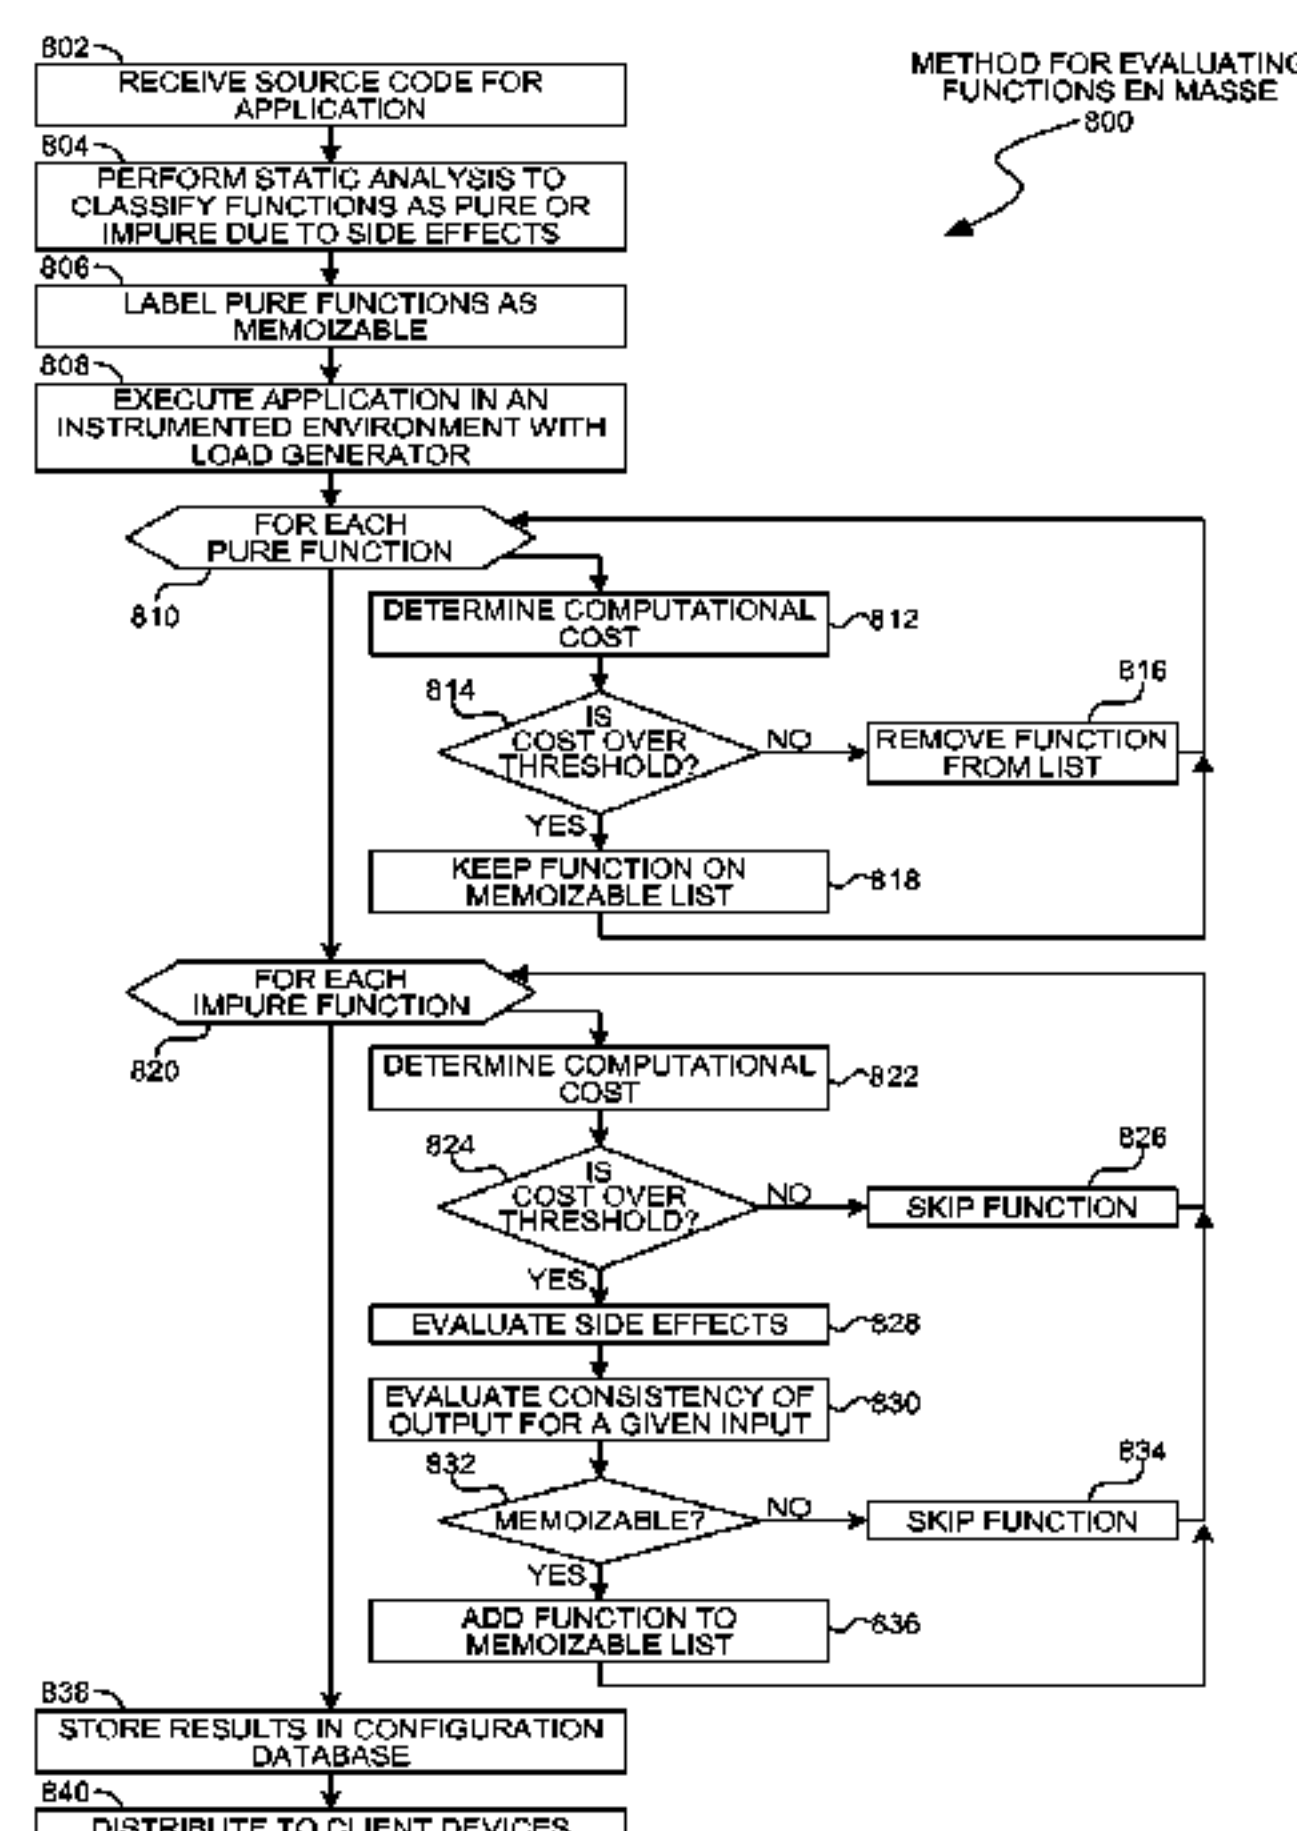 METHOD FOR EVALUATING
FUNCTIONS EN MASSE
800
802
RECEIVE SOURCE CODE FOR
APPLICATION
804
PERFORM STATIC ANALYSIS TO
CLASSIFY FUNCTIONS AS PURE OR
IMPURE DUE TO SIDE EFFECTS
806
LABEL PURE FUNCTIONS AS
MEMOIZABLE
808
EXECUTE APPLICATION IN AN
INSTRUMENTED ENVIRONMENT WITH
LOAD GENERATOR
FOR EACH
PURE FUNCTION
810
DETERMINE COMPUTATIONAL
COST
812
814
IS
COST OVER
THRESHOLD?
NO
816
REMOVE FUNCTION
FROM LIST
YES
KEEP FUNCTION ON
MEMOIZABLE LIST
818
FOR EACH
IMPURE FUNCTION
820
DETERMINE COMPUTATIONAL
COST
822
824
IS
COST OVER
THRESHOLD?
NO
826
SKIP FUNCTION
YES
EVALUATE SIDE EFFECTS
828
EVALUATE CONSISTENCY OF
OUTPUT FOR A GIVEN INPUT
830
832
MEMOIZABLE?
NO
834
SKIP FUNCTION
YES
ADD FUNCTION TO
MEMOIZABLE LIST
836
838
STORE RESULTS IN CONFIGURATION
DATABASE
840
DISTRIBUTE TO CLIENT DEVICES